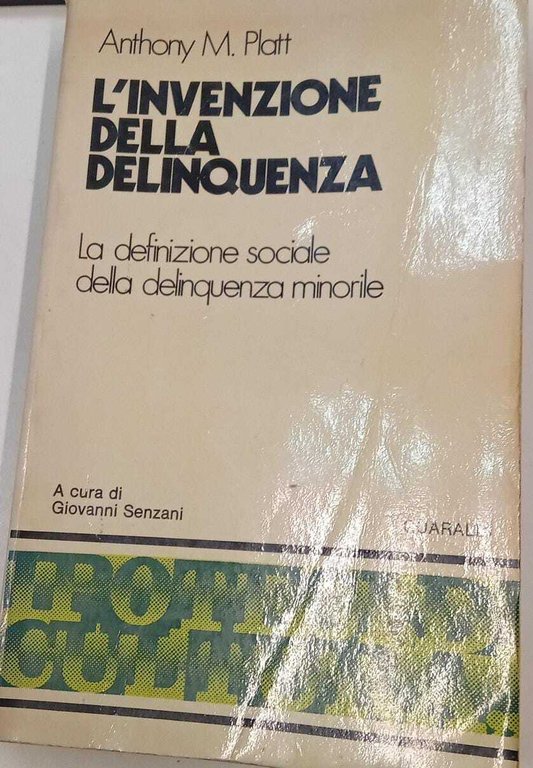 Anthony M. Platt
L'INVENZIONE
DELLA
DELINQUENZA
La definizione sociale
della delinquenza minorile
A cura di
Giovanni Senzani
GUARALDI